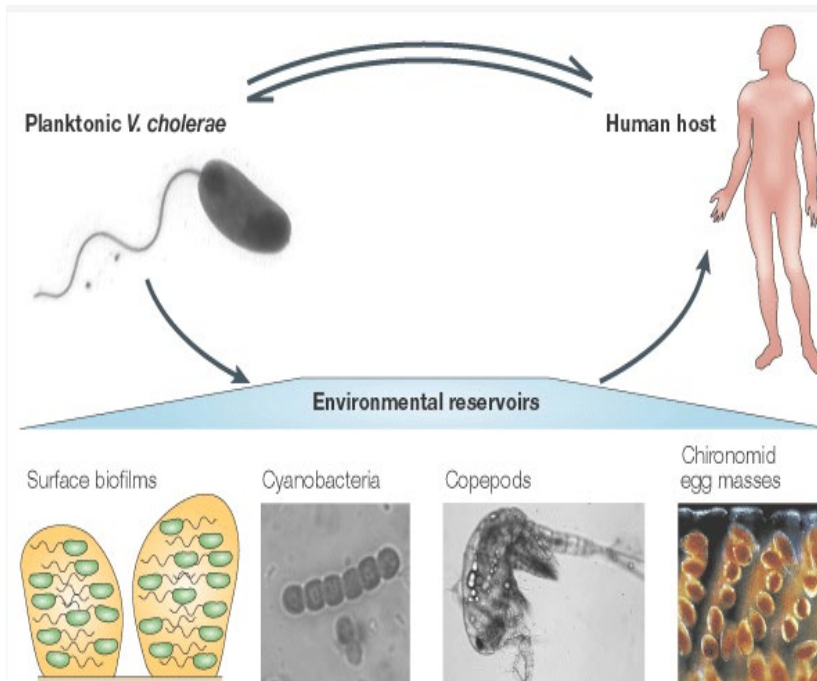 Planktonic V. cholerae
Human host
Environmental reservoirs
Surface biofilms
Cyanobacteria
Copepods
Chironomid
egg masses